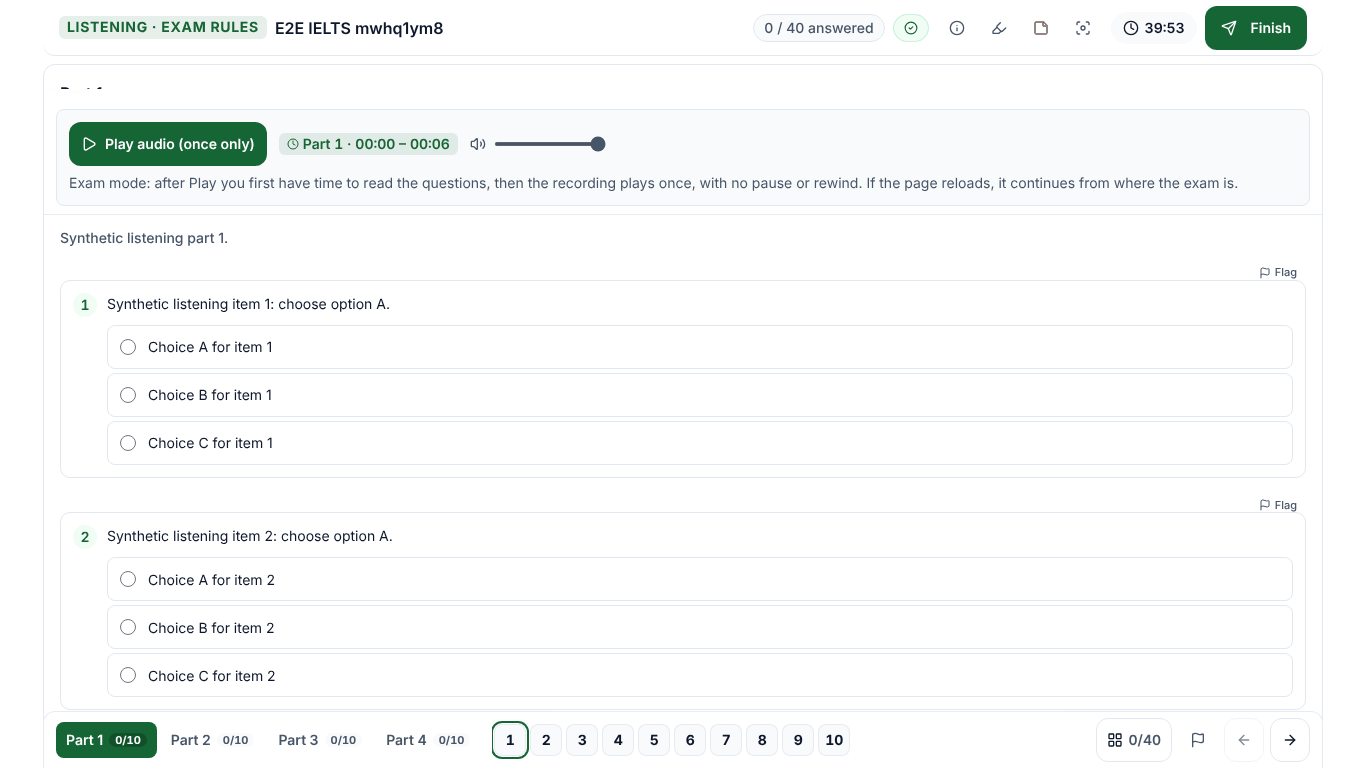 LISTENING · EXAM RULES E2E IELTS mwhq1ym8 0 / 40 answered 39:53 Finish
Part 1
Play audio (once only) Part 1 · 00:00 – 00:06
Exam mode: after Play you first have time to read the questions, then the recording plays once, with no pause or rewind. If the page reloads, it continues from where the exam is.
Synthetic listening part 1.
Flag
1 Synthetic listening item 1: choose option A.
Choice A for item 1
Choice B for item 1
Choice C for item 1
Flag
2 Synthetic listening item 2: choose option A.
Choice A for item 2
Choice B for item 2
Choice C for item 2
Part 1 0/10 Part 2 0/10 Part 3 0/10 Part 4 0/10 1 2 3 4 5 6 7 8 9 10 0/40